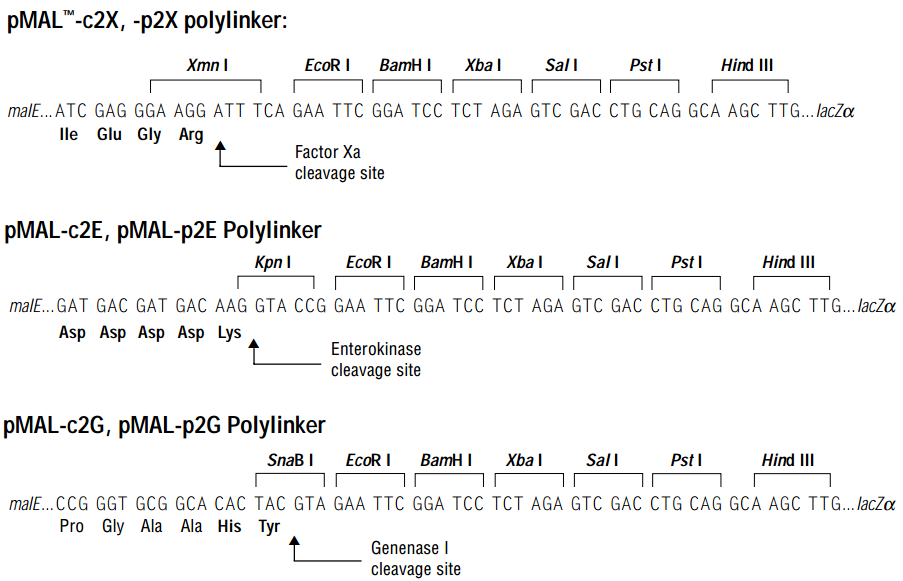 pMAL™-c2X, -p2X polylinker:
Xmn I EcoR I BamH I Xba I Sal I Pst I Hind III
malE...ATC GAG GGA AGG ATT TCA GAA TTC GGA TCC TCT AGA GTC GAC CTG CAG GCA AGC TTG...lacZα
Ile Glu Gly Arg
Factor Xa
cleavage site
pMAL-c2E, pMAL-p2E Polylinker
Kpn I EcoR I BamH I Xba I Sal I Pst I Hind III
malE...GAT GAC GAT GAC AAG GTA CCG GAA TTC GGA TCC TCT AGA GTC GAC CTG CAG GCA AGC TTG...lacZα
Asp Asp Asp Asp Lys
Enterokinase
cleavage site
pMAL-c2G, pMAL-p2G Polylinker
SnaB I EcoR I BamH I Xba I Sal I Pst I Hind III
malE...CCG GGT GCG GCA CAC TAC GTA GAA TTC GGA TCC TCT AGA GTC GAC CTG CAG GCA AGC TTG...lacZα
Pro Gly Ala Ala His Tyr
Genenase I
cleavage site